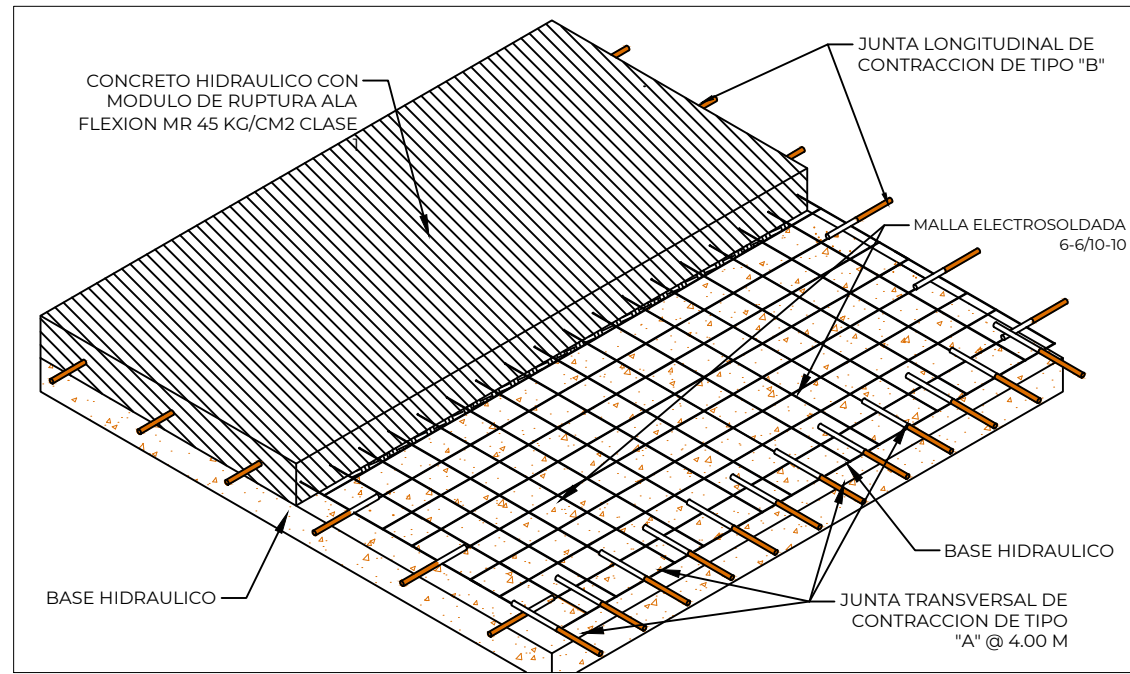 CONCRETO HIDRAULICO CON
MODULO DE RUPTURA ALA
FLEXION MR 45 KG/CM2 CLASE
1
JUNTA LONGITUDINAL DE
CONTRACCION DE TIPO "B"
MALLA ELECTROSOLDADA
6-6/10-10
BASE HIDRAULICO
BASE HIDRAULICO
JUNTA TRANSVERSAL DE
CONTRACCION DE TIPO
"A" @ 4.00 M